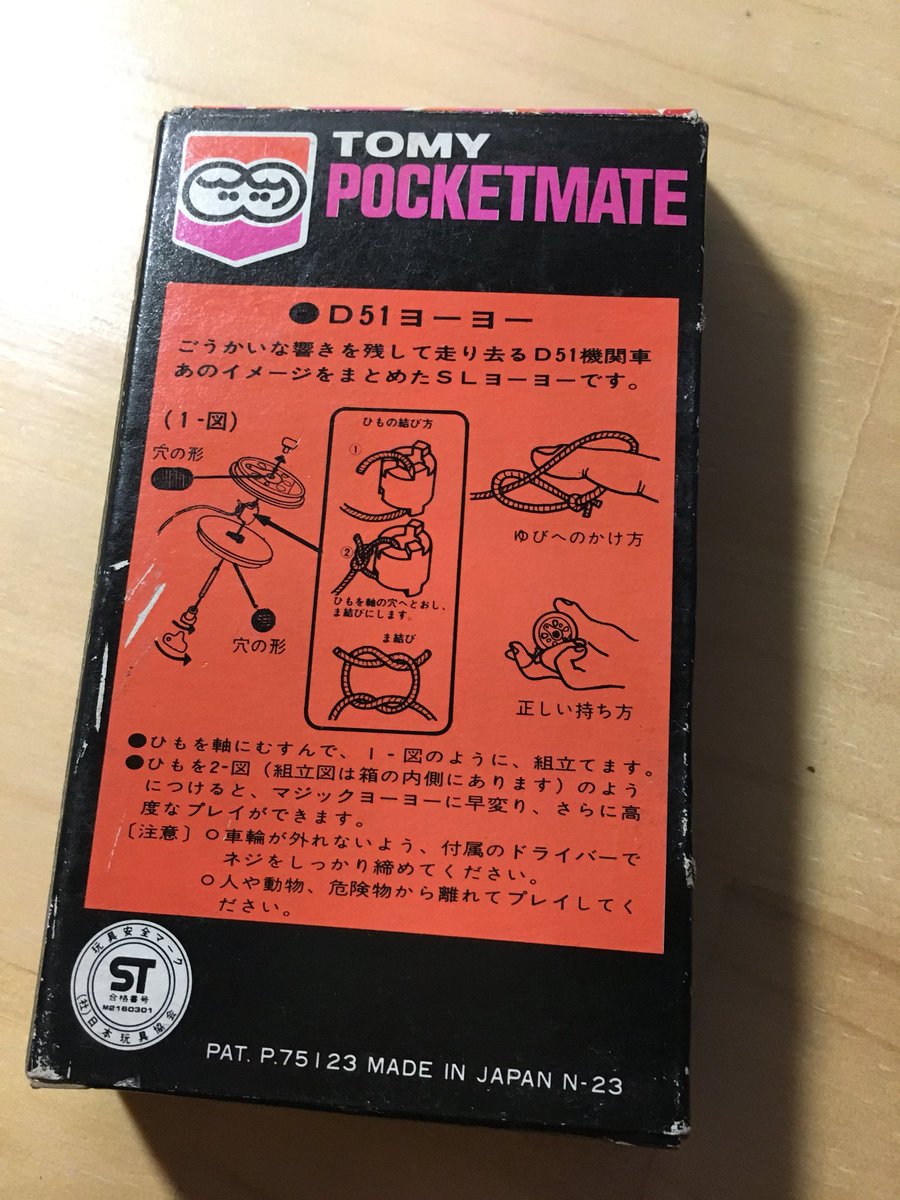 TOMY
POCKETMATE
●D51ヨーヨー
ごうかいな響きを残して走り去るD51機関車
あのイメージをまとめたSLヨーヨーです。
(1-図)
穴の形
穴の形
ひもの結び方
①
②
ひもを軸の穴へとおし、
ま結びにします。
ま結び
ゆびへのかけ方
正しい持ち方
●ひもを軸にむすんで、1-図のように、組立てます。
●ひもを2-図(組立図は箱の内側にあります)のよう
につけると、マジックヨーヨーに早変り、さらに高
度なプレイができます。
〔注意〕○車輪が外れないよう、付属のドライバーで
ネジをしっかり締めてください。
○人や動物、危険物から離れてプレイしてく
ださい。
玩具安全マーク
ST
合格番号
M2160301
(社)日本玩具協会
PAT. P.75123 MADE IN JAPAN N-23